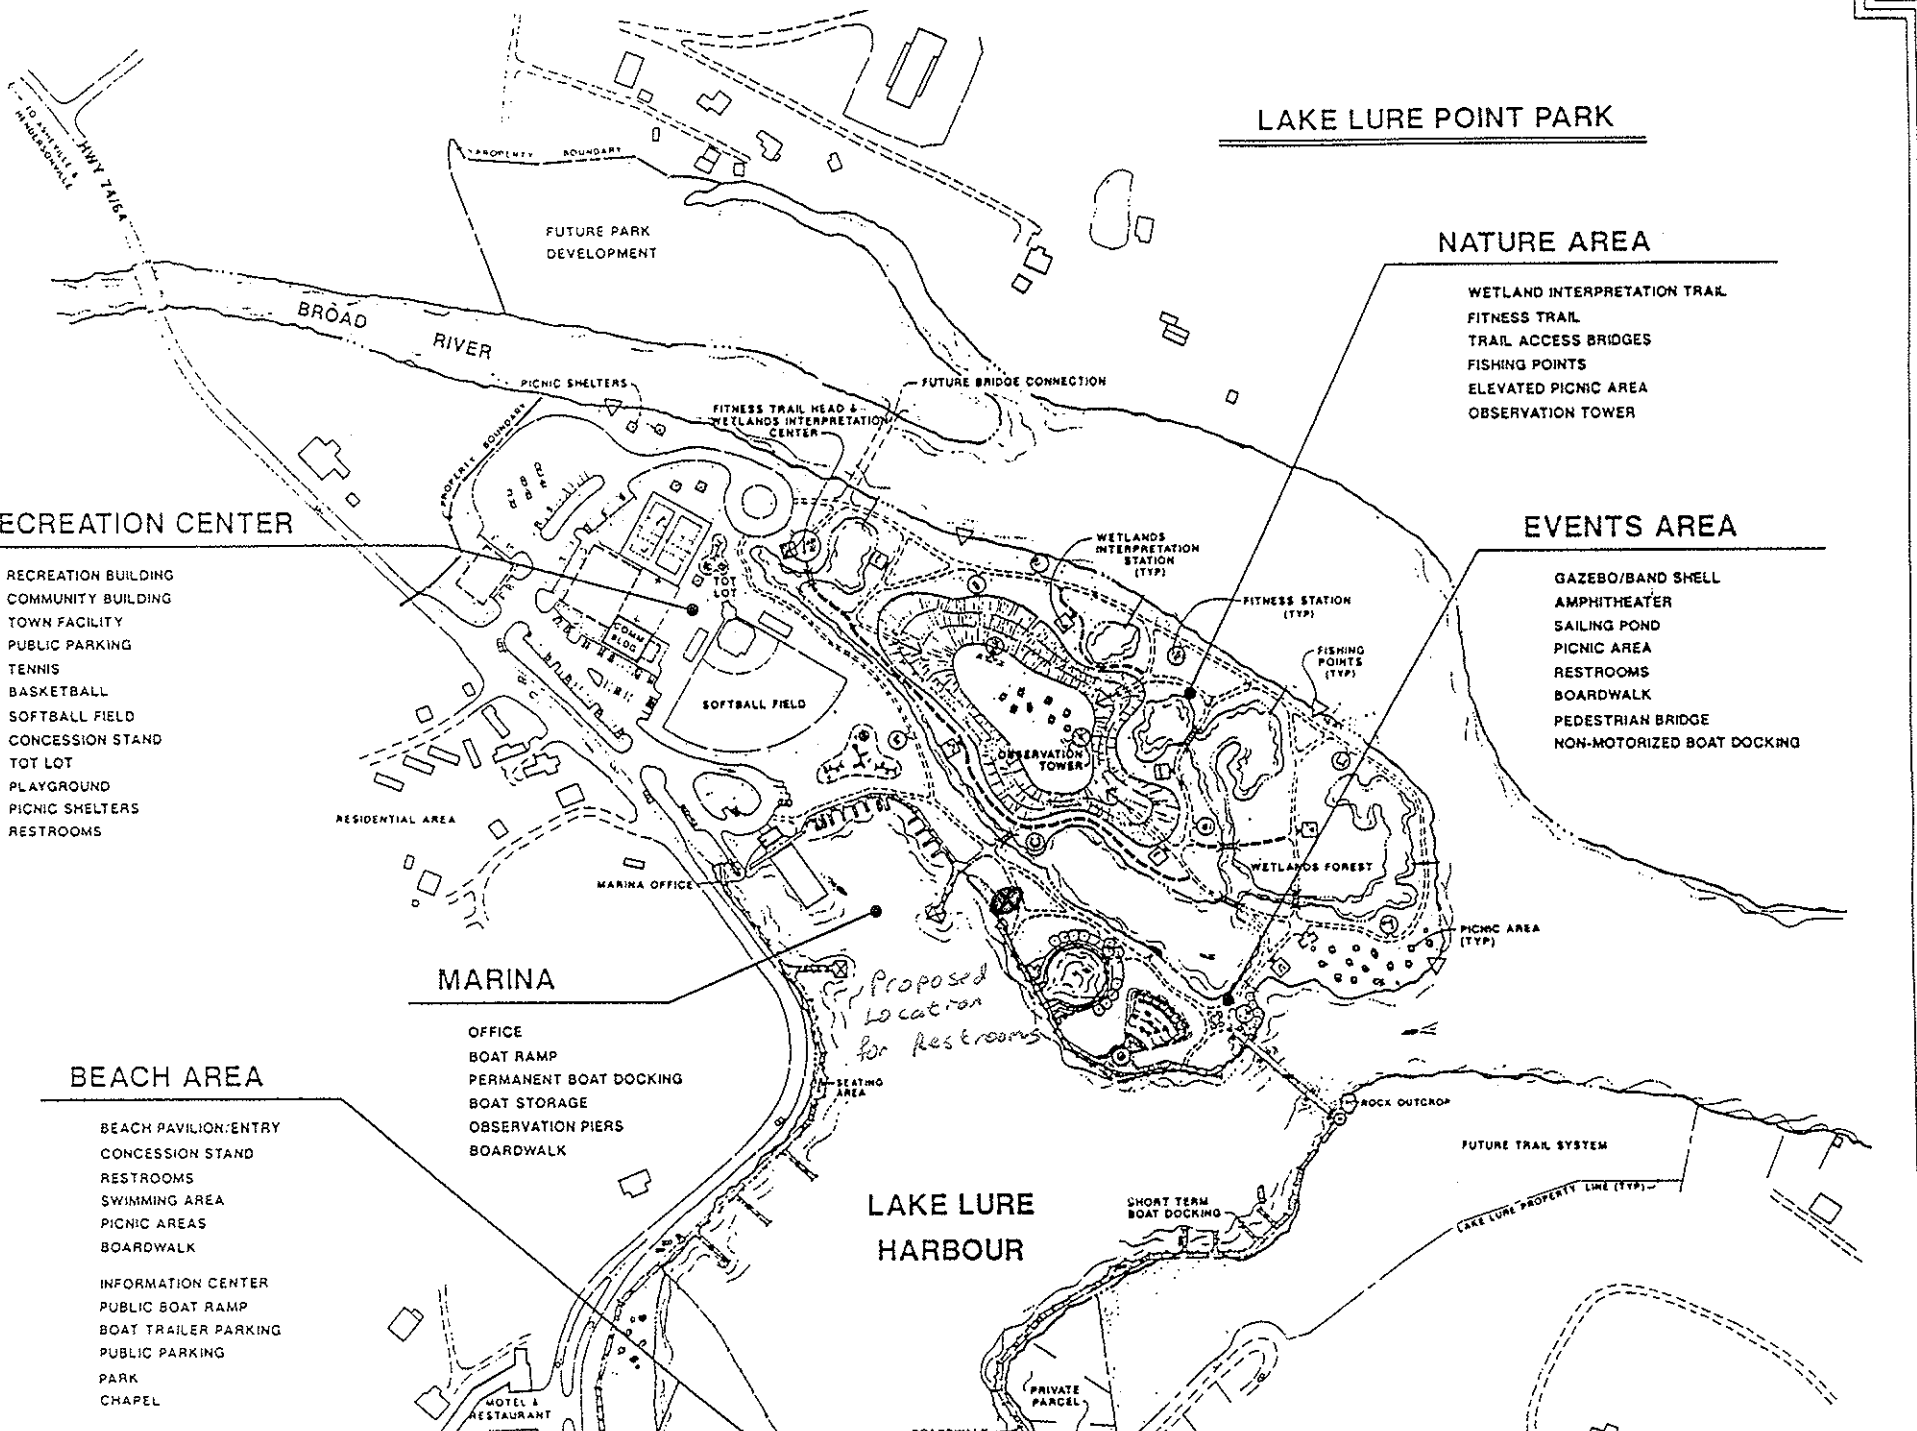 LAKE LURE POINT PARK
TO ASHEVILLE &
HENDERSONVILLE
HWY 74/64
PROPERTY BOUNDARY
FUTURE PARK
DEVELOPMENT
BROAD
RIVER
NATURE AREA
WETLAND INTERPRETATION TRAIL
FITNESS TRAIL
TRAIL ACCESS BRIDGES
FISHING POINTS
ELEVATED PICNIC AREA
OBSERVATION TOWER
PICNIC SHELTERS
FUTURE BRIDGE CONNECTION
FITNESS TRAIL HEAD &
WETLANDS INTERPRETATION
CENTER
PROPERTY BOUNDARY
ECREATION CENTER
RECREATION BUILDING
COMMUNITY BUILDING
TOWN FACILITY
PUBLIC PARKING
TENNIS
BASKETBALL
SOFTBALL FIELD
CONCESSION STAND
TOT LOT
PLAYGROUND
PICNIC SHELTERS
RESTROOMS
EVENTS AREA
GAZEBO/BAND SHELL
AMPHITHEATER
SAILING POND
PICNIC AREA
RESTROOMS
BOARDWALK
PEDESTRIAN BRIDGE
NON-MOTORIZED BOAT DOCKING
WETLANDS
INTERPRETATION
STATION
(TYP)
FITNESS STATION
(TYP)
FISHING
POINTS
(TYP)
TOT
LOT
COMM
BLDG
SOFTBALL FIELD
ROCK
OBSERVATION
TOWER
RESIDENTIAL AREA
MARINA OFFICE
WETLANDS FOREST
PICNIC AREA
(TYP)
MARINA
OFFICE
BOAT RAMP
PERMANENT BOAT DOCKING
BOAT STORAGE
OBSERVATION PIERS
BOARDWALK
Proposed
Location
for Restrooms
BEACH AREA
BEACH PAVILION/ENTRY
CONCESSION STAND
RESTROOMS
SWIMMING AREA
PICNIC AREAS
BOARDWALK
INFORMATION CENTER
PUBLIC BOAT RAMP
BOAT TRAILER PARKING
PUBLIC PARKING
PARK
CHAPEL
SEATING
AREA
ROCK OUTCROP
FUTURE TRAIL SYSTEM
LAKE LURE PROPERTY LINE (TYP)
SHORT TERM
BOAT DOCKING
LAKE LURE
HARBOUR
PRIVATE
PARCEL
MOTEL &
RESTAURANT
BOARDWALK